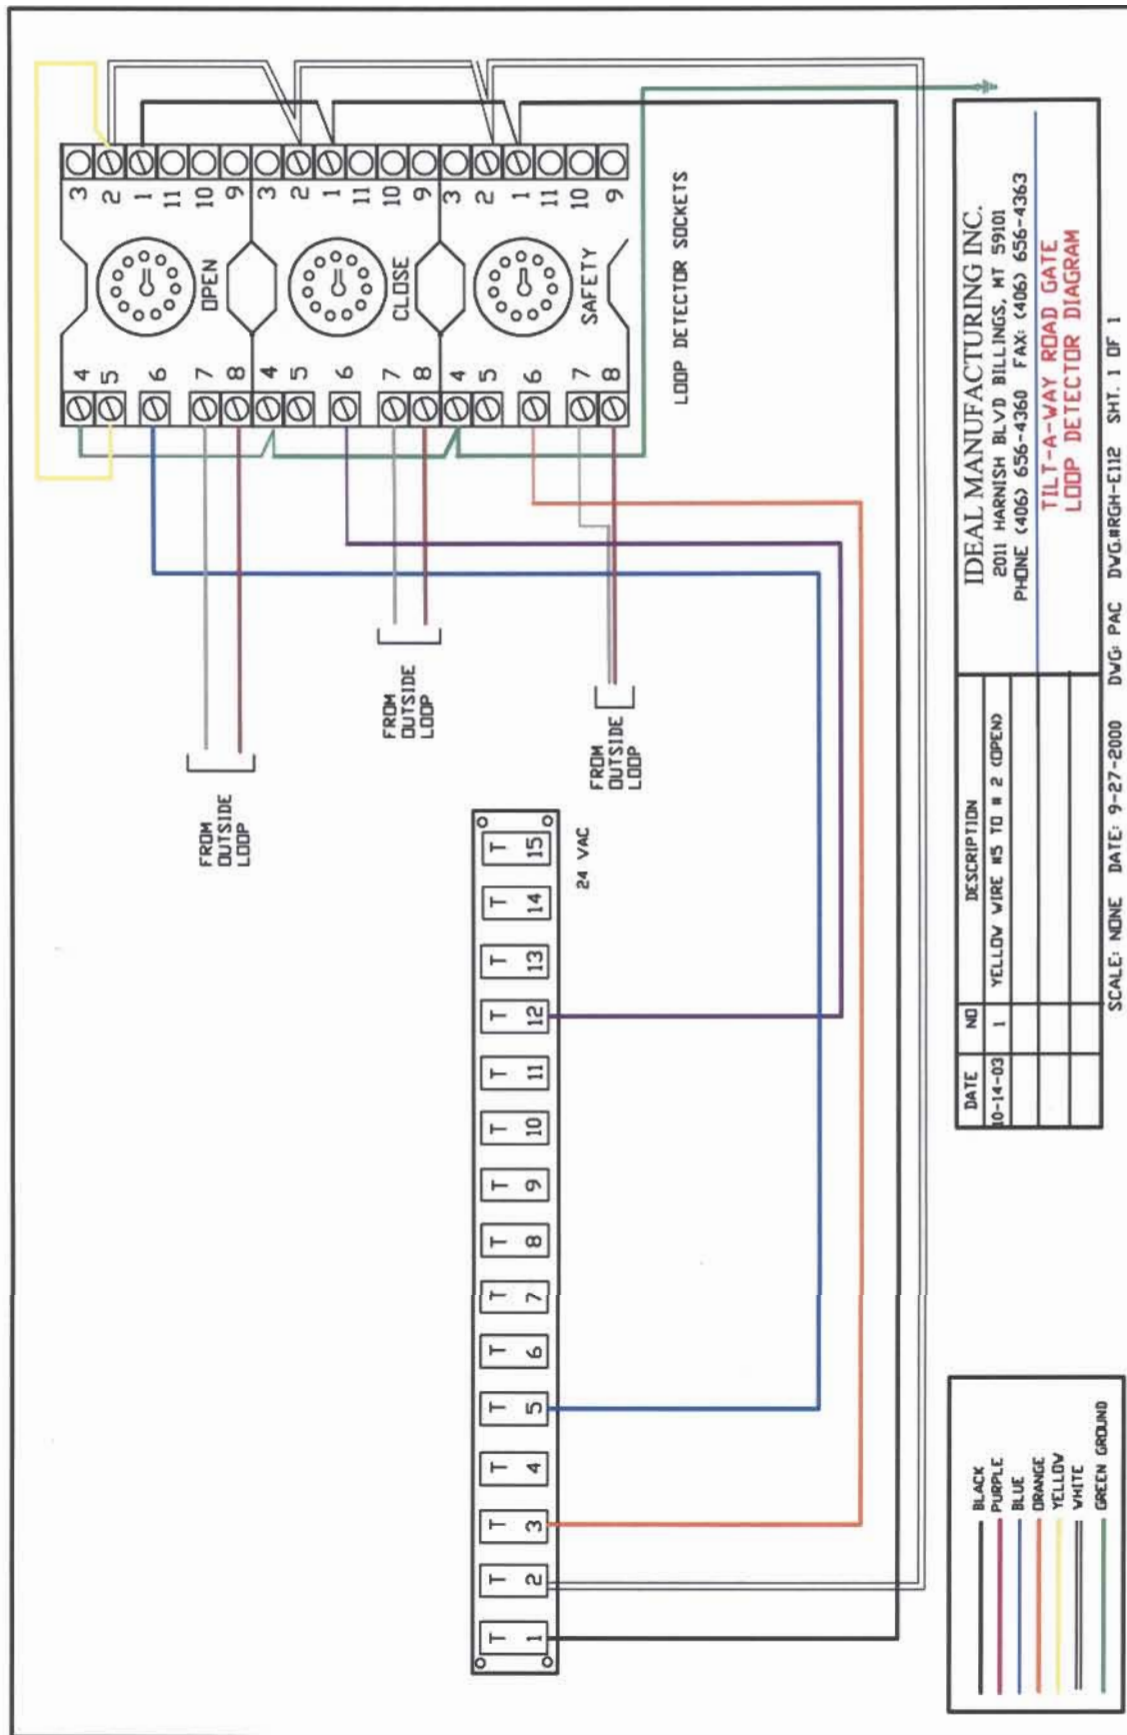 3
2
1
11
10
9
3
2
1
11
10
9
3
2
1
11
10
9
OPEN
CLOSE
SAFETY
4
5
6
7
8
4
5
6
7
8
4
5
6
7
8
LOOP DETECTOR SOCKETS
FROM
OUTSIDE
LOOP
FROM
OUTSIDE
LOOP
FROM
OUTSIDE
LOOP
T T T T T T T T T T T T T T T
1 2 3 4 5 6 7 8 9 10 11 12 13 14 15
24 VAC
BLACK
PURPLE
BLUE
ORANGE
YELLOW
WHITE
GREEN GROUND
DATE NO DESCRIPTION
10-14-03 1 YELLOW WIRE #5 TO # 2 (OPEN)
IDEAL MANUFACTURING INC.
2011 HARNISH BLVD BILLINGS, MT 59101
PHONE (406) 656-4360 FAX: (406) 656-4363
TILT-A-WAY ROAD GATE
LOOP DETECTOR DIAGRAM
SCALE: NONE DATE: 9-27-2000 DWG: PAC DWG.#RGH-E112 SHT. 1 OF 1